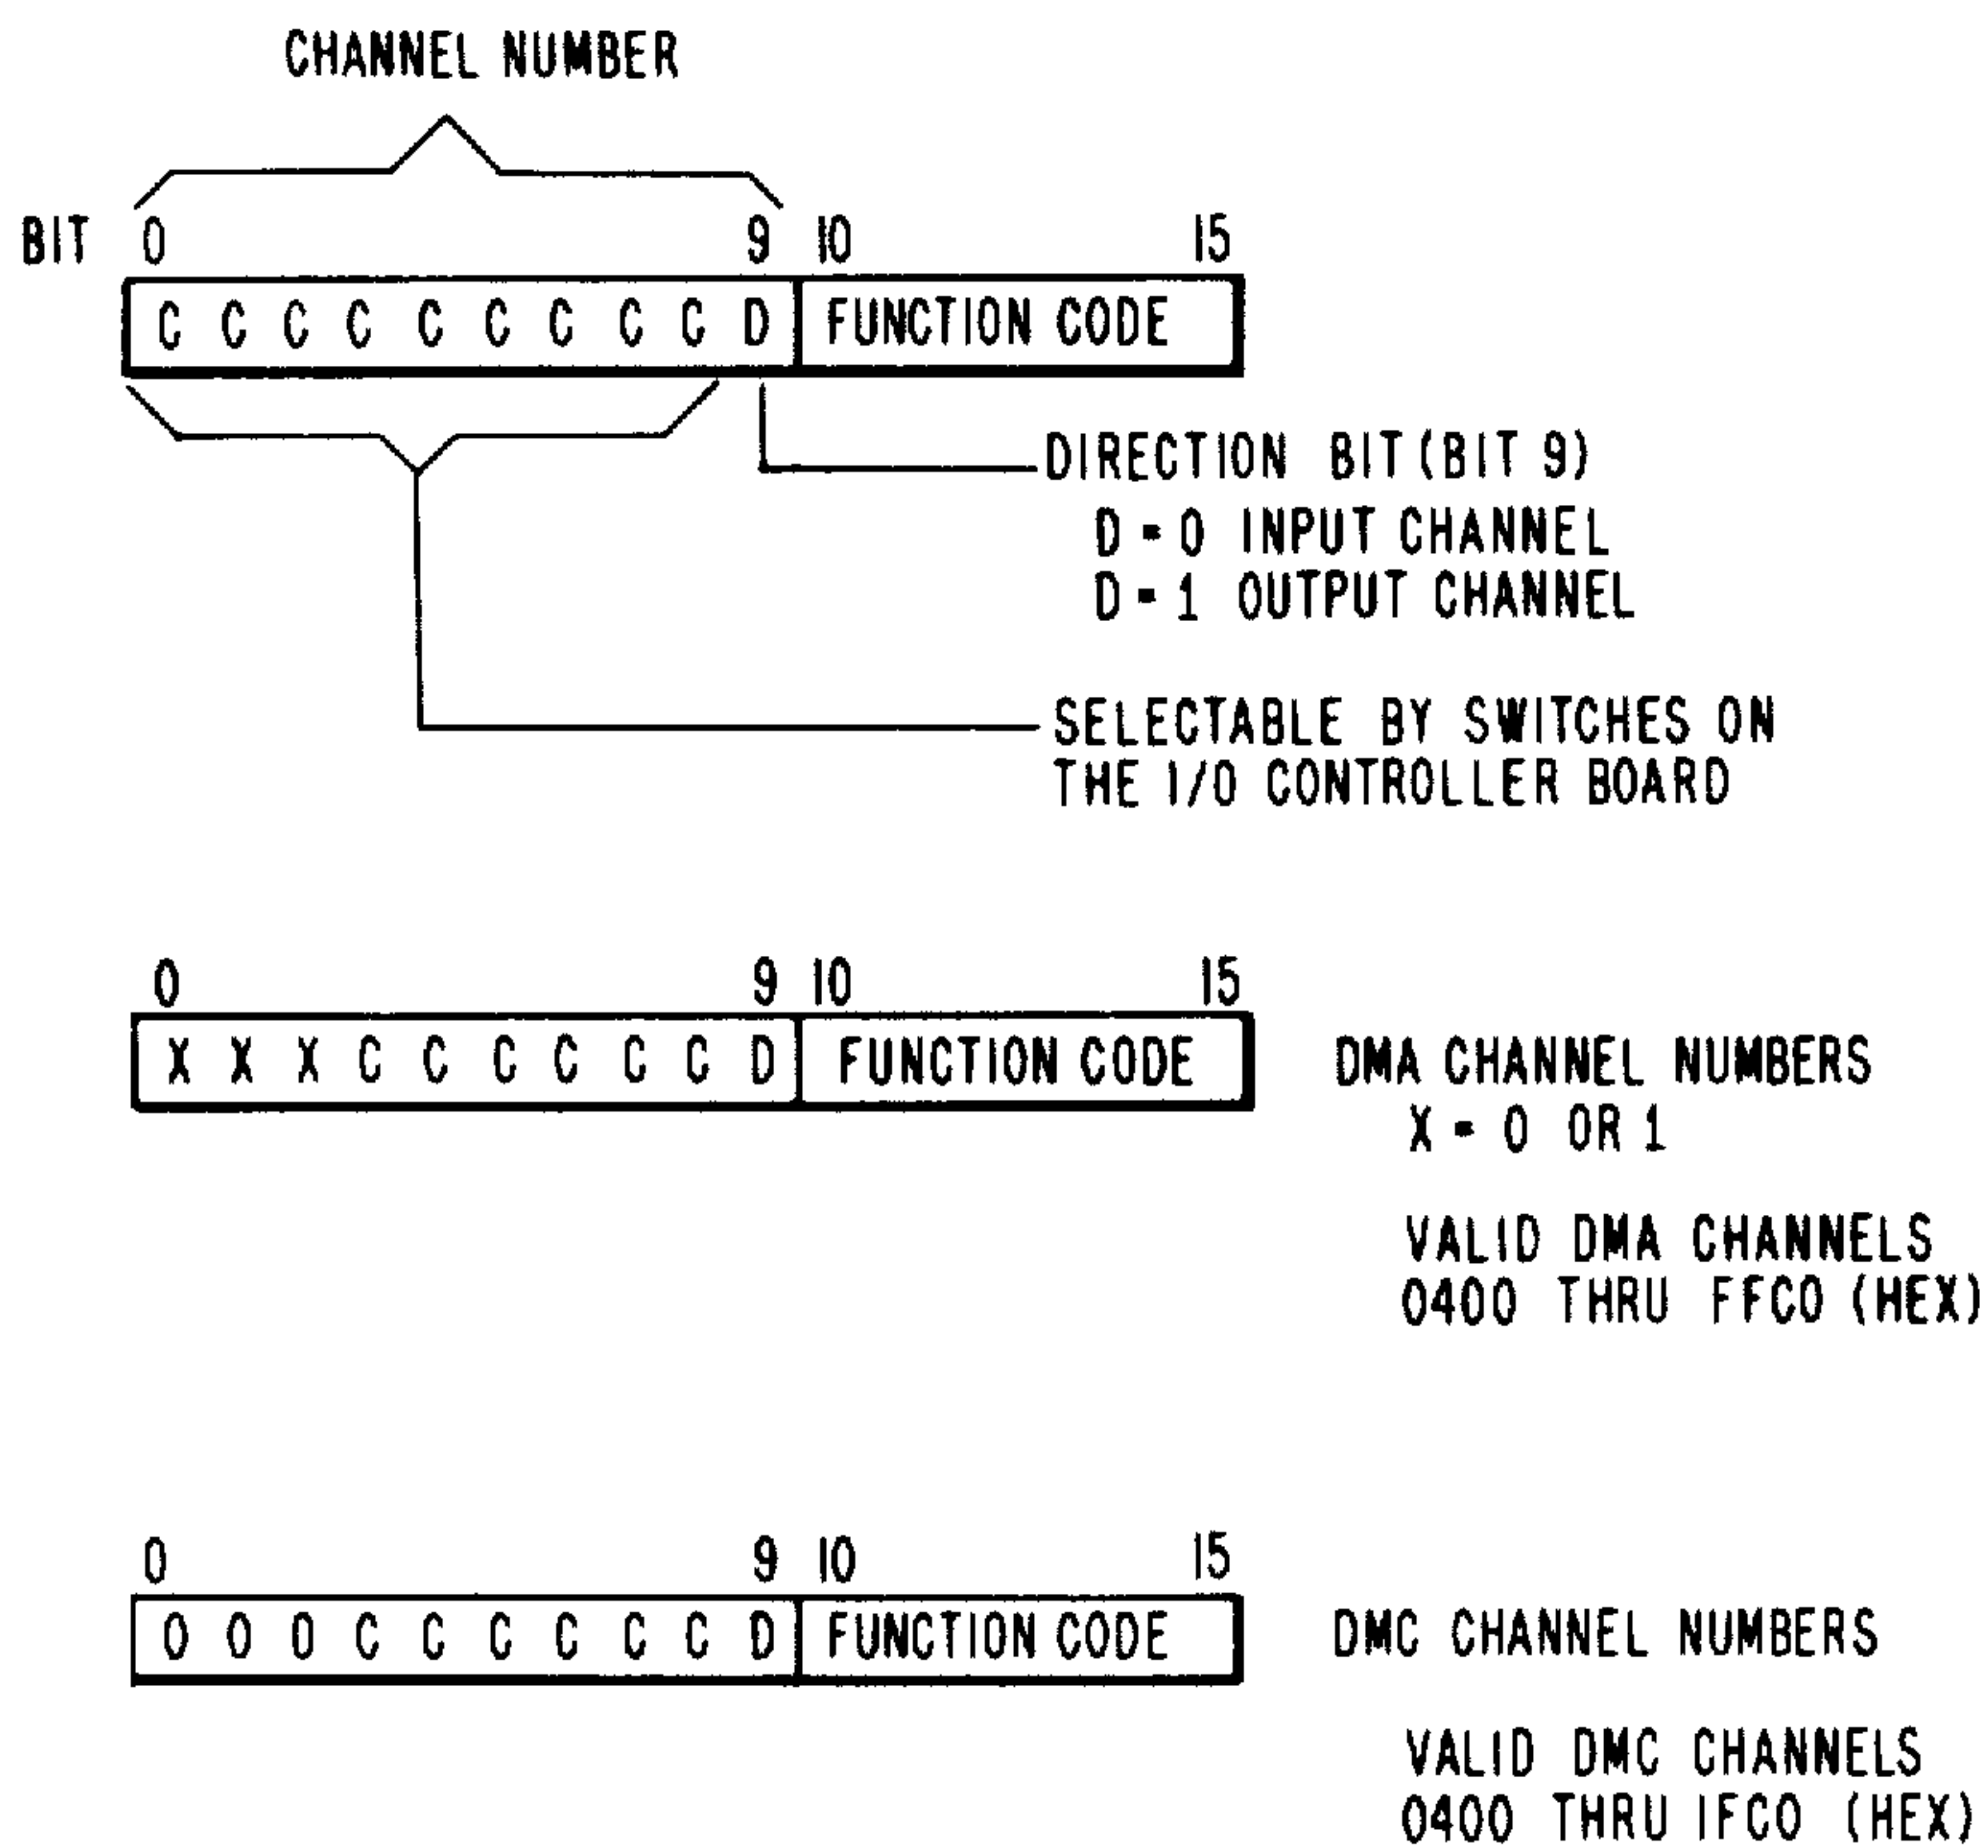 CHANNEL NUMBER
BIT 0 9 10 15
C C C C C C C C C D FUNCTION CODE
DIRECTION BIT (BIT 9)
D = 0 INPUT CHANNEL
D = 1 OUTPUT CHANNEL
SELECTABLE BY SWITCHES ON
THE I/O CONTROLLER BOARD
0 9 10 15
X X X C C C C C C D FUNCTION CODE
DMA CHANNEL NUMBERS
X = 0 OR 1
VALID DMA CHANNELS
0400 THRU FFC0 (HEX)
0 9 10 15
0 0 0 C C C C C C D FUNCTION CODE
DMC CHANNEL NUMBERS
VALID DMC CHANNELS
0400 THRU 1FC0 (HEX)